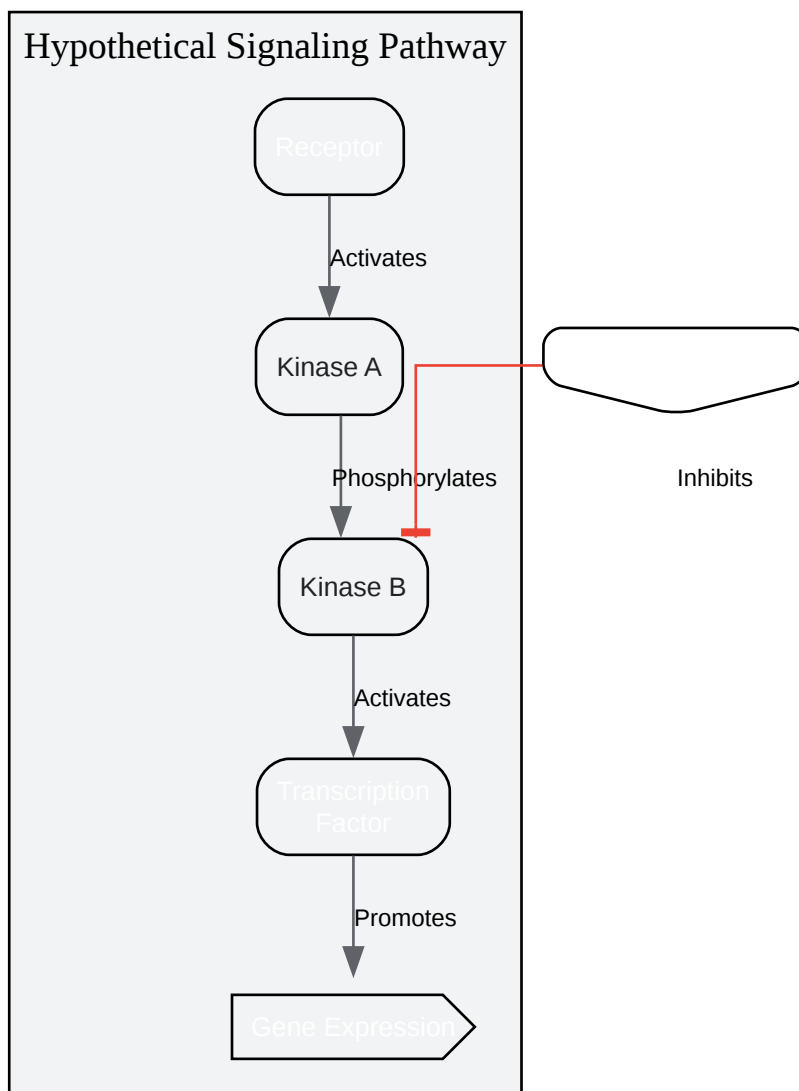 Hypothetical Signaling Pathway
Receptor
Activates
Kinase A
Phosphorylates
Inhibits
Kinase B
Activates
Transcription
Factor
Promotes
Gene Expression